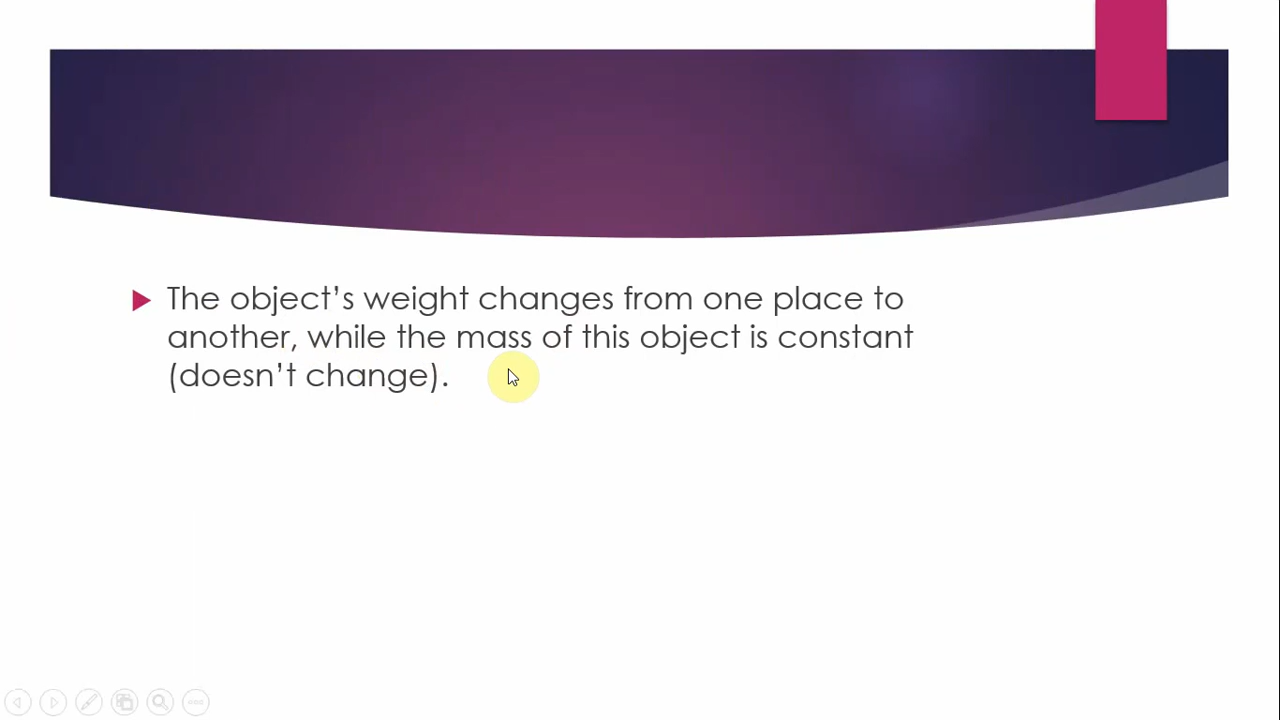 The object’s weight changes from one place to
another, while the mass of this object is constant
(doesn’t change).